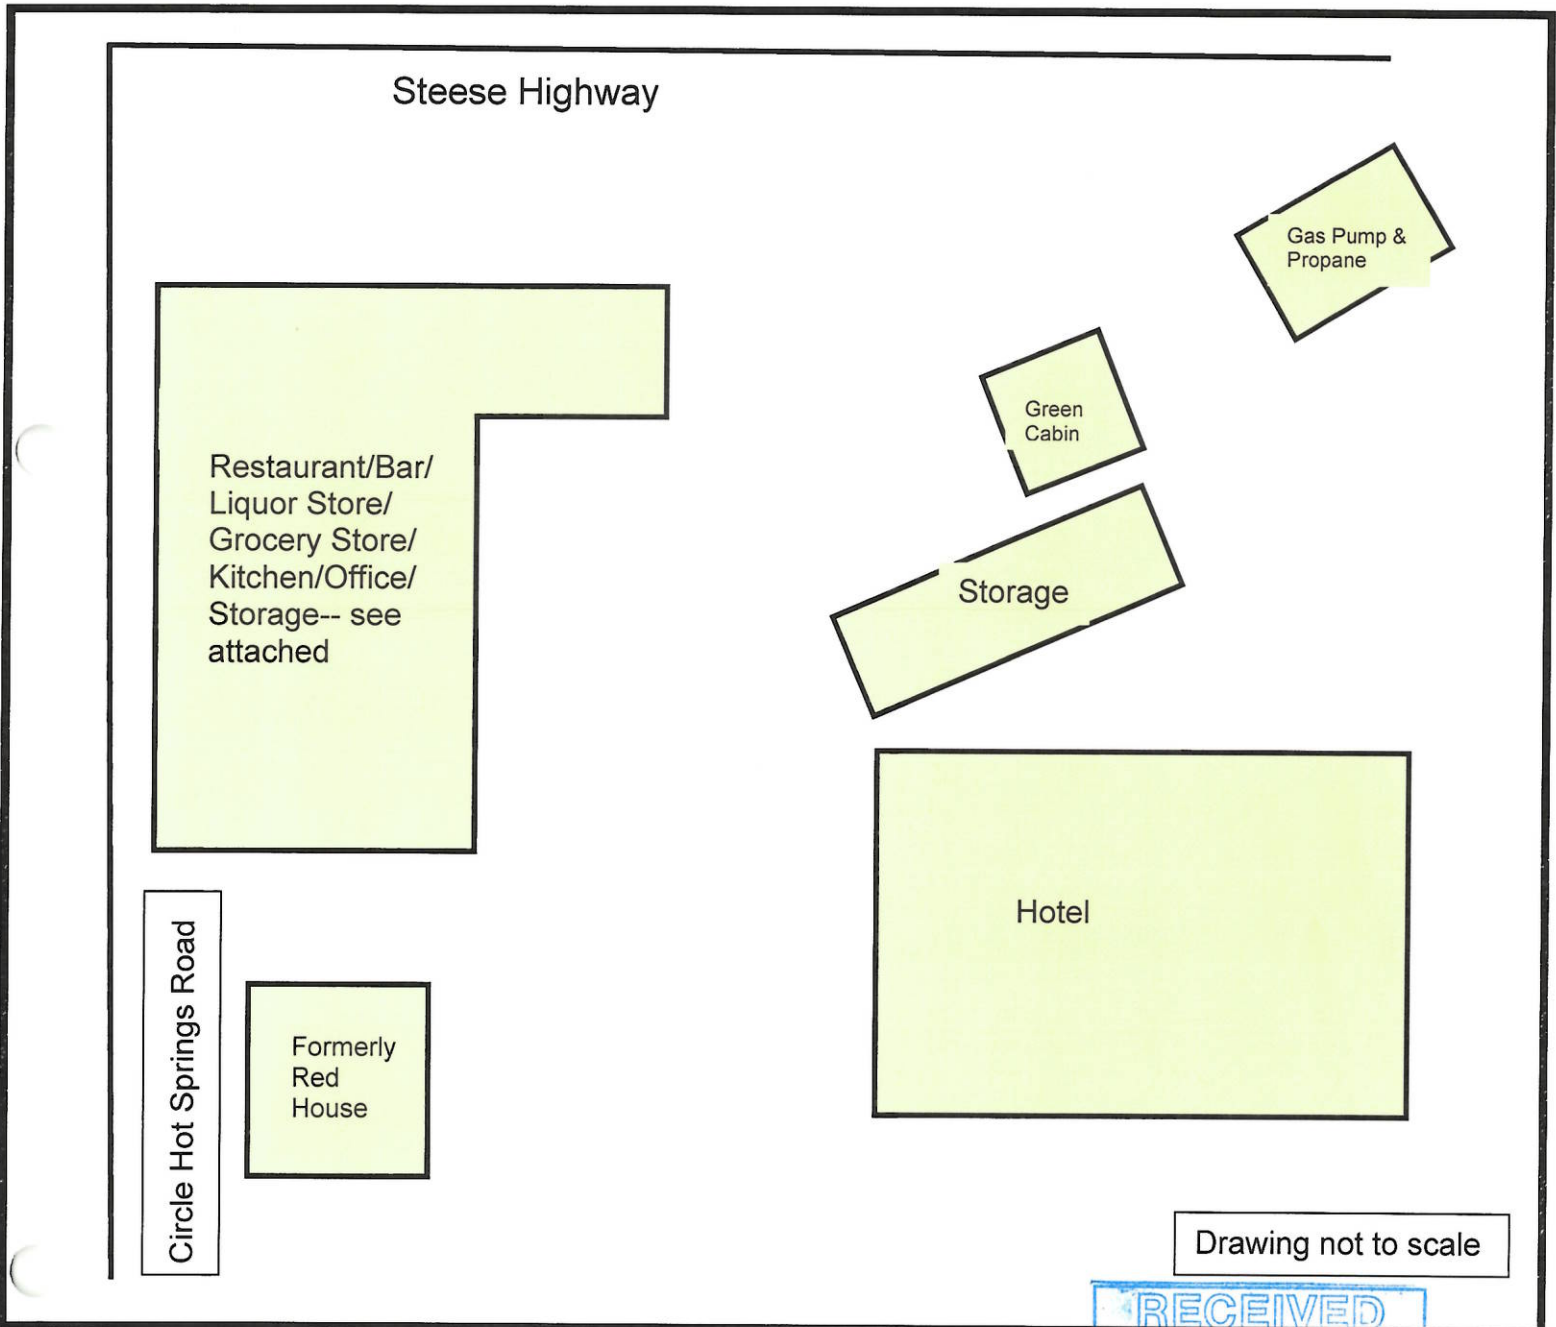 Steese Highway
Gas Pump &
Propane
Green
Cabin
Restaurant/Bar/
Liquor Store/
Grocery Store/
Kitchen/Office/
Storage-- see
attached
Storage
Hotel
Circle Hot Springs Road
Formerly
Red
House
Drawing not to scale
RECEIVED